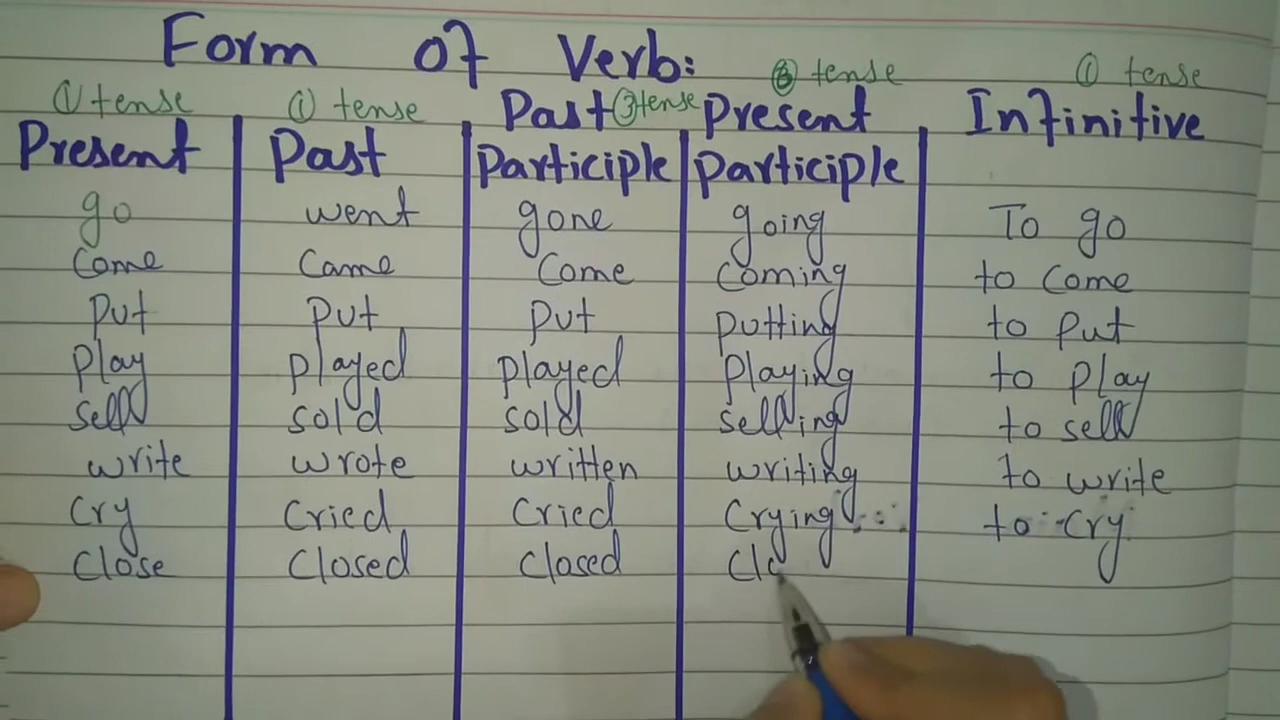 Form of Verb:
① tense ① tense ③ tense ⑥ tense ① tense
Present Past Past Participle Present Participle Infinitive
go went gone going To go
Come Came Come Coming to Come
Put Put Put Putting to Put
Play Played Played Playing to Play
sell sold sold selling to sell
write wrote written writing to write
Cry Cried Cried Crying to Cry
Close Closed Closed Clo